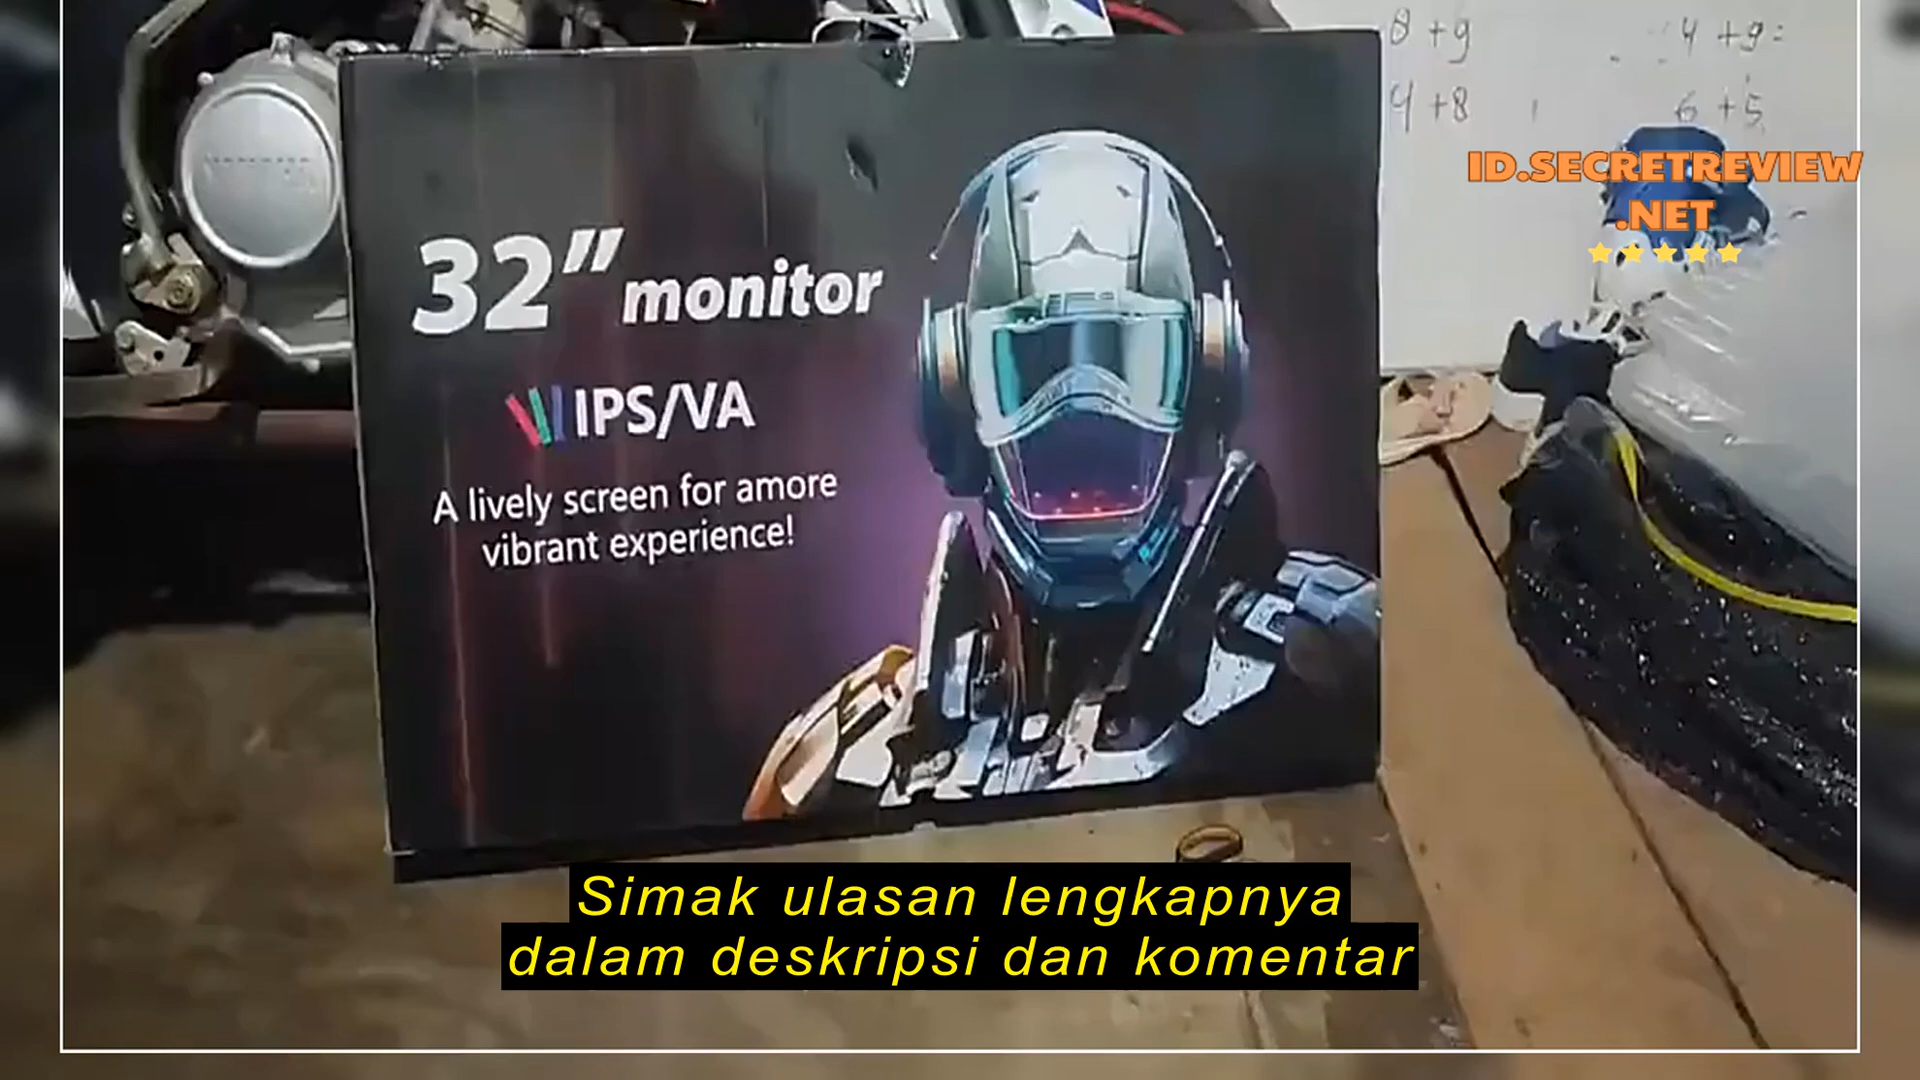 8 +9
4 +9=
4 +8
6 +5
ID.SECRETREVIEW
.NET
32" monitor
IPS/VA
A lively screen for amore
vibrant experience!
Simak ulasan lengkapnya
dalam deskripsi dan komentar